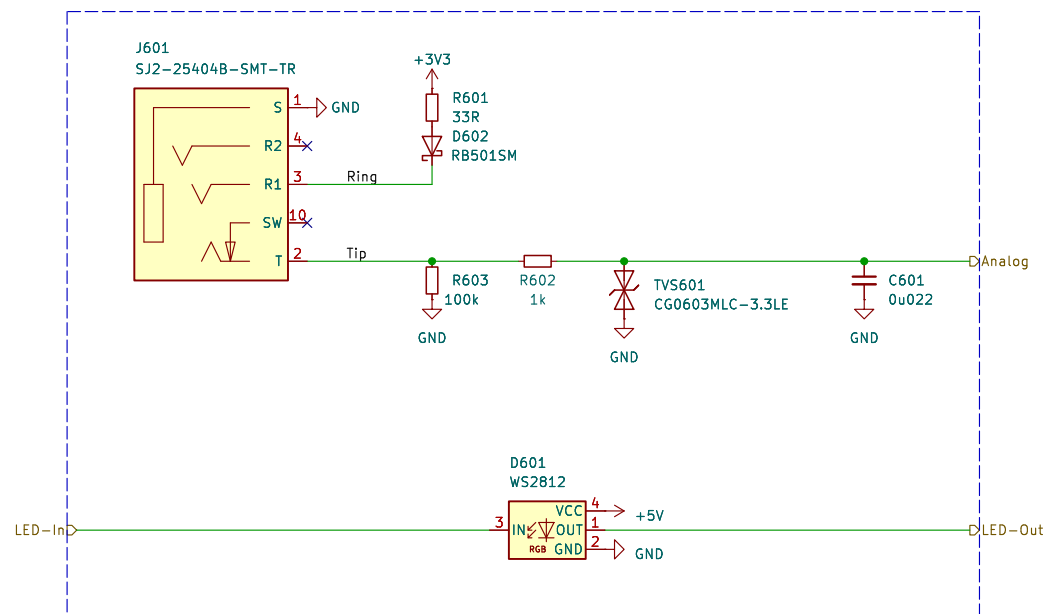 J601
SJ2-25404B-SMT-TR
+3V3
S 1 GND
R601
33R
R2 4
D602
RB501SM
R1 3 Ring
SW 10
T 2 Tip
Analog
R603
100k
R602
1k
TVS601
CG0603MLC-3.3LE
C601
0u022
GND
GND
GND
D601
WS2812
VCC 4 +5V
LED-In 3 IN OUT 1 LED-Out
RGB GND 2 GND